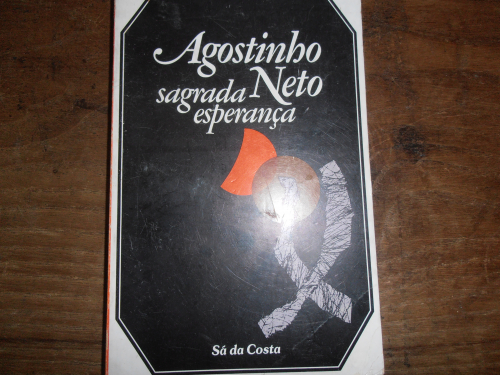 Agostinho
Neto
sagrada
esperança
Sá da Costa